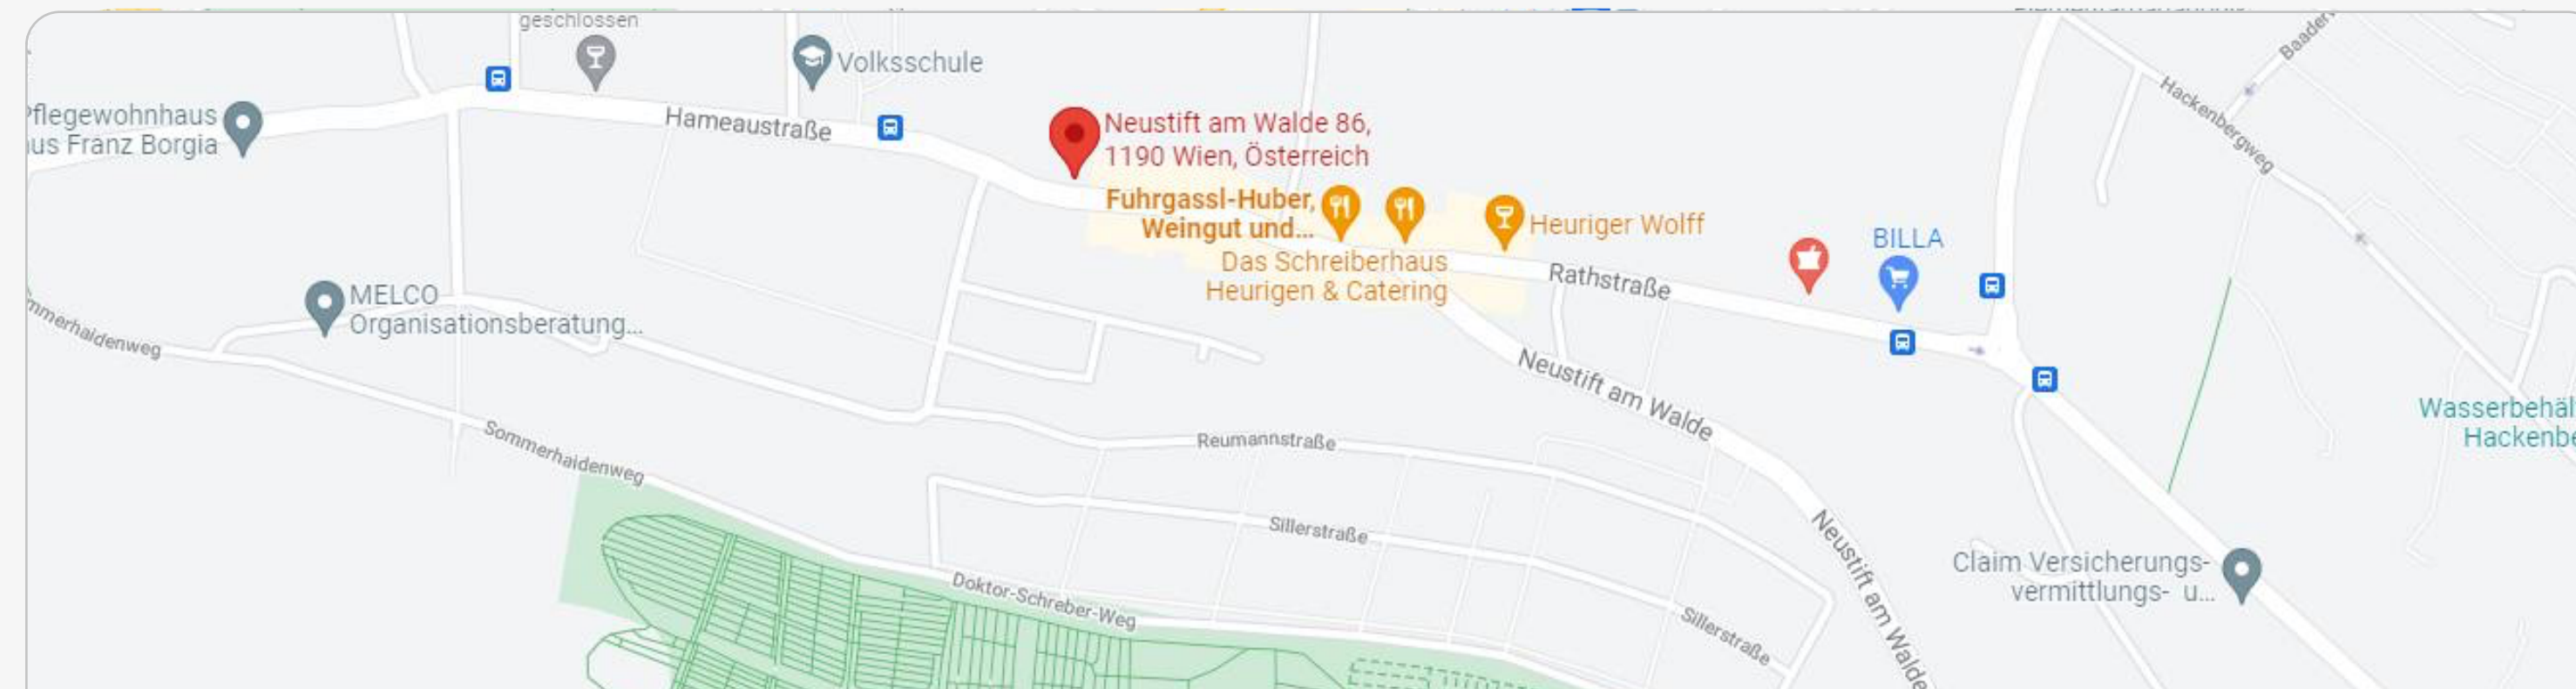 geschlossen
Volksschule
Pflegewohnhaus
us Franz Borgia
Hameaustraße
Neustift am Walde 86,
1190 Wien, Österreich
Fuhrgassl-Huber,
Weingut und...
Heuriger Wolff
Das Schreiberhaus
Heurigen & Catering
Rathstraße
BILLA
Hackenbergweg
MELCO
Organisationsberatung...
mmerhaidenweg
Neustift am Walde
Wasserbehäl
Hackenbe
Sommerhaidenweg
Reumannstraße
Sillerstraße
Neustift am Walde
Claim Versicherungs-
vermittlungs- u...
Doktor-Schreber-Weg
Sillerstraße